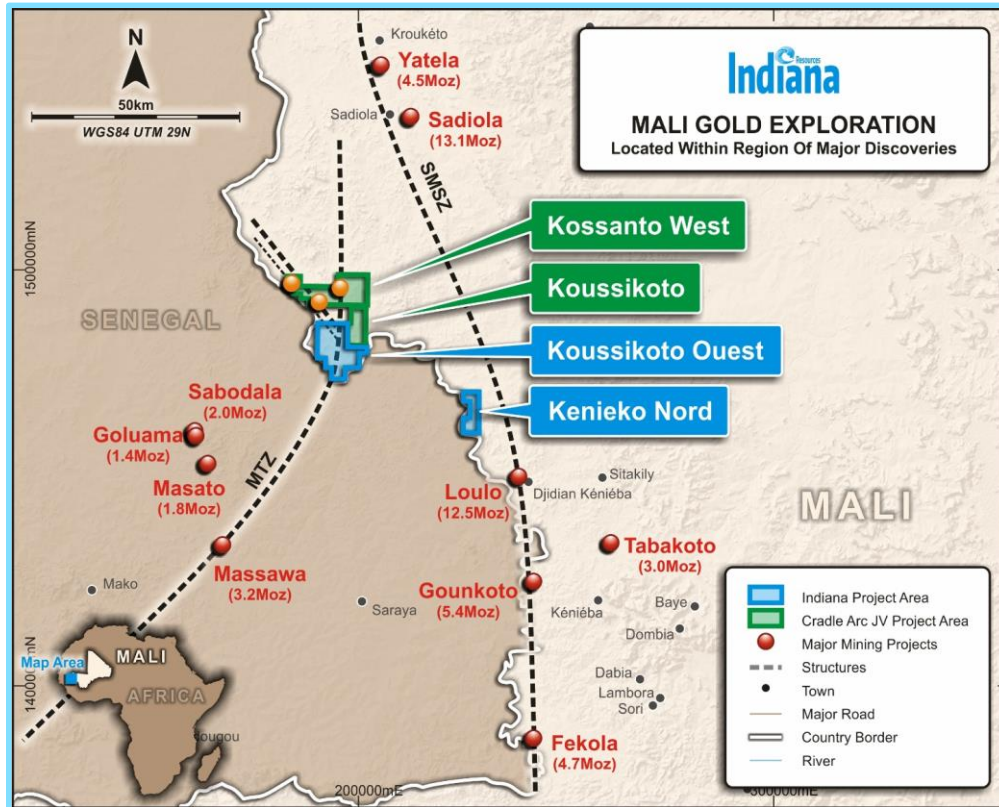 N
50km
WGS84 UTM 29N
Indiana
Resources
MALI GOLD EXPLORATION
Located Within Region Of Major Discoveries
Kroukéto
Yatela
(4.5Moz)
Sadiola
Sadiola
(13.1Moz)
SMSZ
Kossanto West
Koussikoto
Koussikoto Ouest
Kenieko Nord
1500000mN
SENEGAL
Sabodala
(2.0Moz)
Goluama
(1.4Moz)
Masato
(1.8Moz)
MTZ
Massawa
(3.2Moz)
Mako
Saraya
Loulo
(12.5Moz)
Djidian Kéniéba
Sitakily
MALI
Tabakoto
(3.0Moz)
Gounkoto
(5.4Moz)
Kéniéba
Baye
Dombia
Dabia
Lambora
Sori
Fekola
(4.7Moz)
Map Area
MALI
AFRICA
ougou
1400000mN
200000mE
300000mE
Indiana Project Area
Cradle Arc JV Project Area
Major Mining Projects
Structures
Town
Major Road
Country Border
River